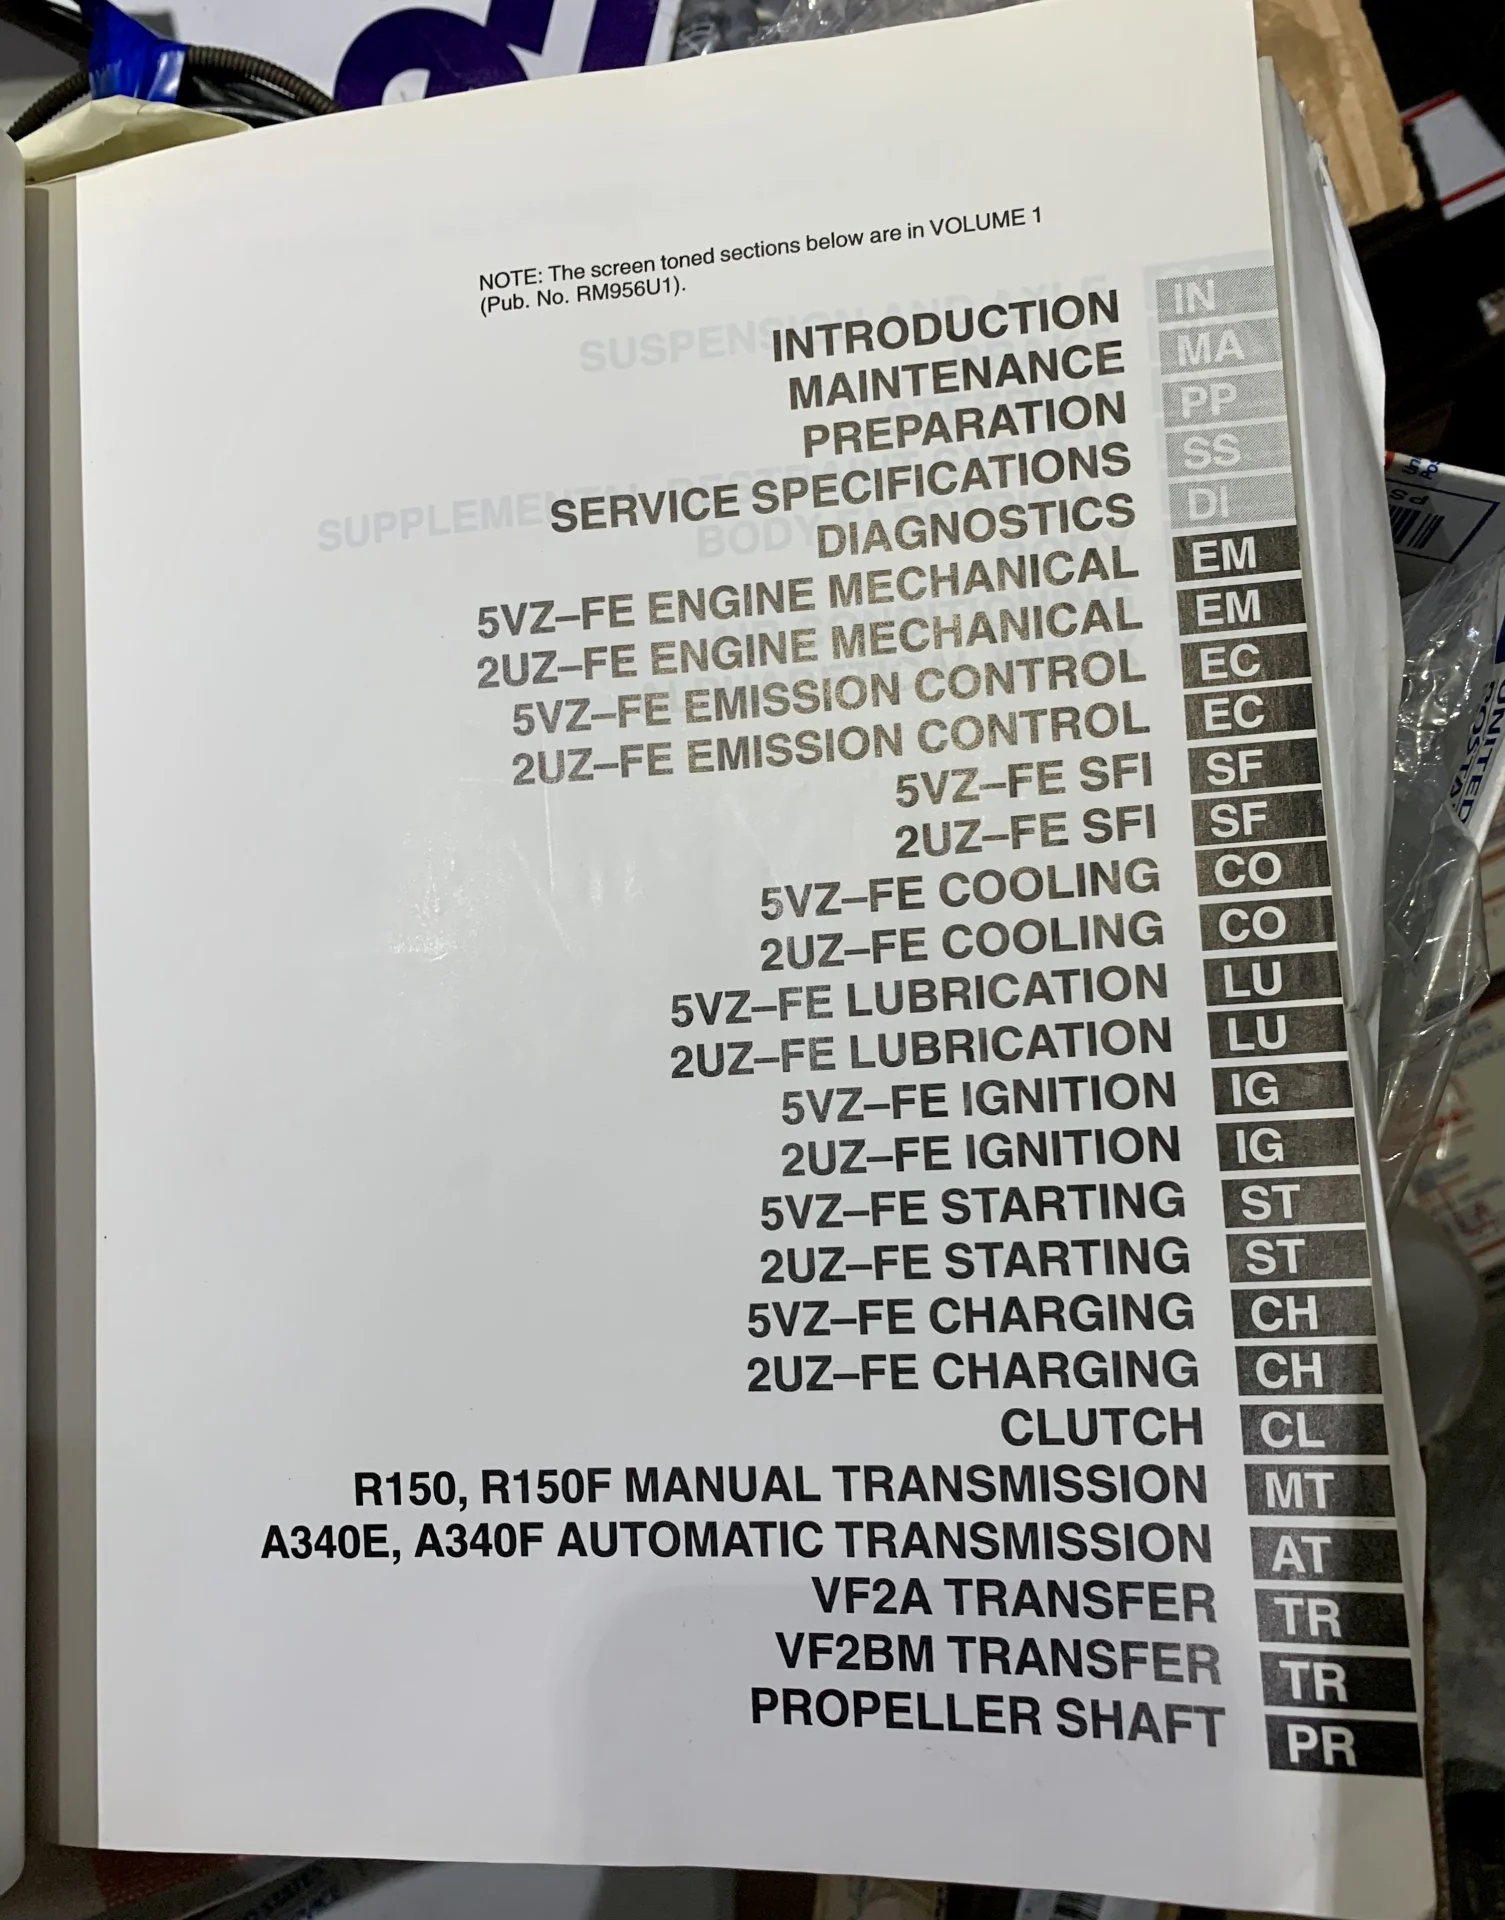 NOTE: The screen toned sections below are in VOLUME 1
(Pub. No. RM956U1).
INTRODUCTION IN
MAINTENANCE MA
PREPARATION PP
SERVICE SPECIFICATIONS SS
DIAGNOSTICS DI
5VZ–FE ENGINE MECHANICAL EM
2UZ–FE ENGINE MECHANICAL EM
5VZ–FE EMISSION CONTROL EC
2UZ–FE EMISSION CONTROL EC
5VZ–FE SFI SF
2UZ–FE SFI SF
5VZ–FE COOLING CO
2UZ–FE COOLING CO
5VZ–FE LUBRICATION LU
2UZ–FE LUBRICATION LU
5VZ–FE IGNITION IG
2UZ–FE IGNITION IG
5VZ–FE STARTING ST
2UZ–FE STARTING ST
5VZ–FE CHARGING CH
2UZ–FE CHARGING CH
CLUTCH CL
R150, R150F MANUAL TRANSMISSION MT
A340E, A340F AUTOMATIC TRANSMISSION AT
VF2A TRANSFER TR
VF2BM TRANSFER TR
PROPELLER SHAFT PR
UNITED